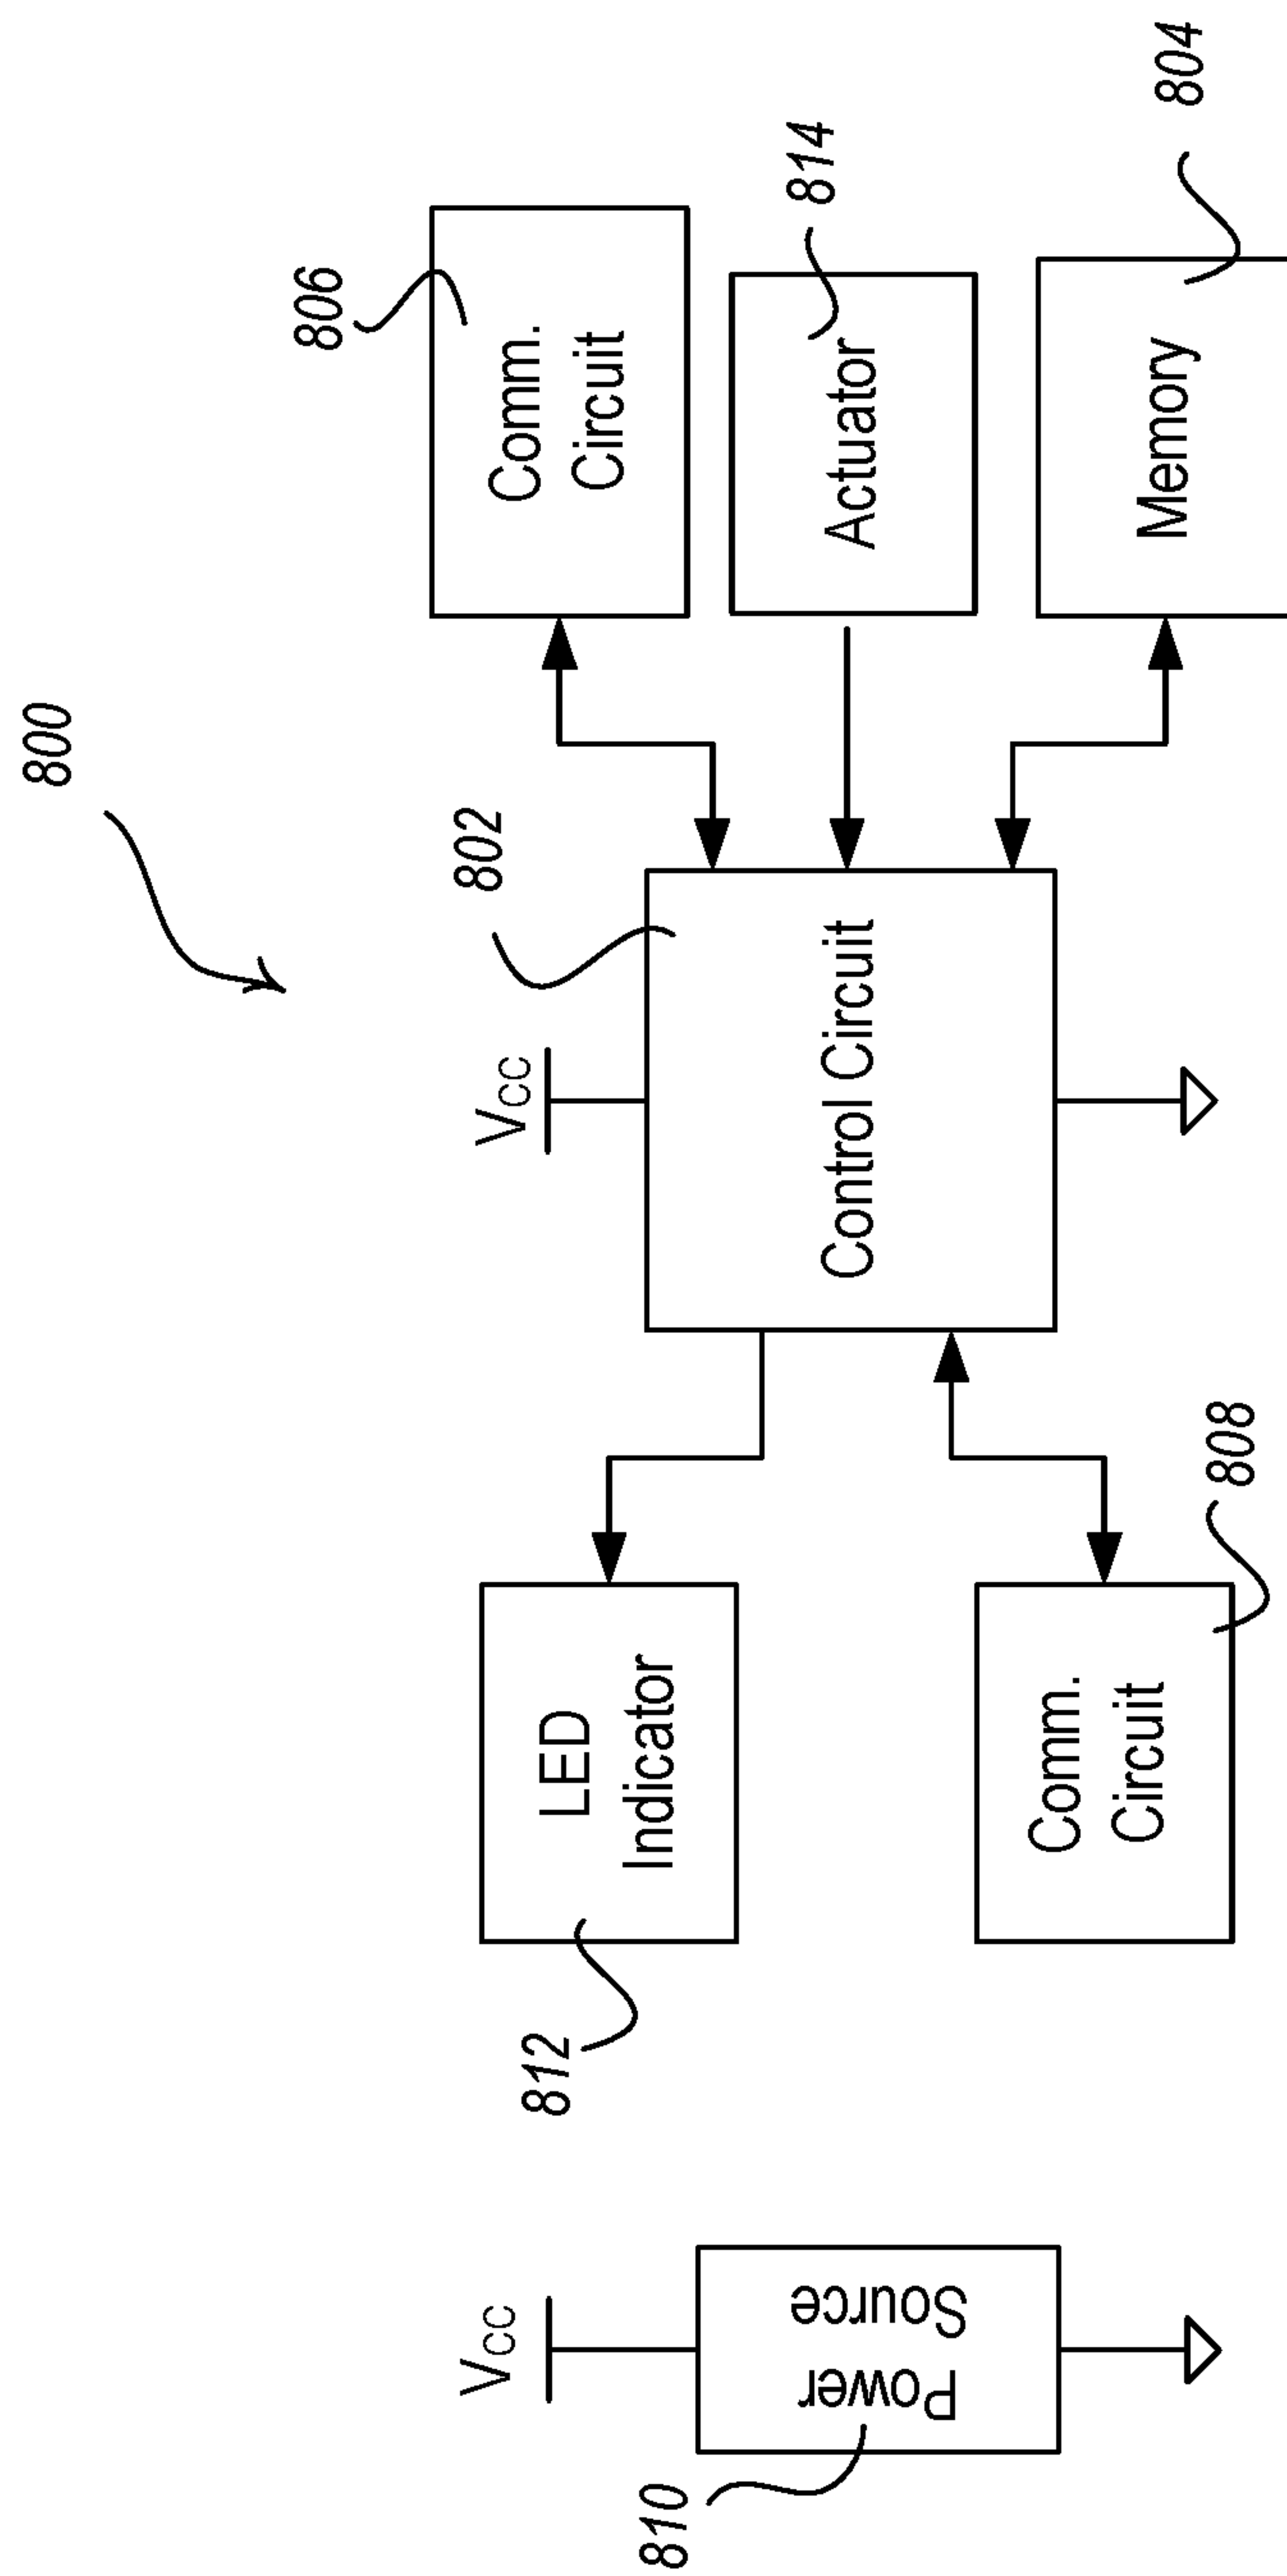 800
806
Comm.
Circuit
814
Actuator
804
Memory
802
VCC
Control Circuit
812
LED
Indicator
808
Comm.
Circuit
VCC
810
Power
Source